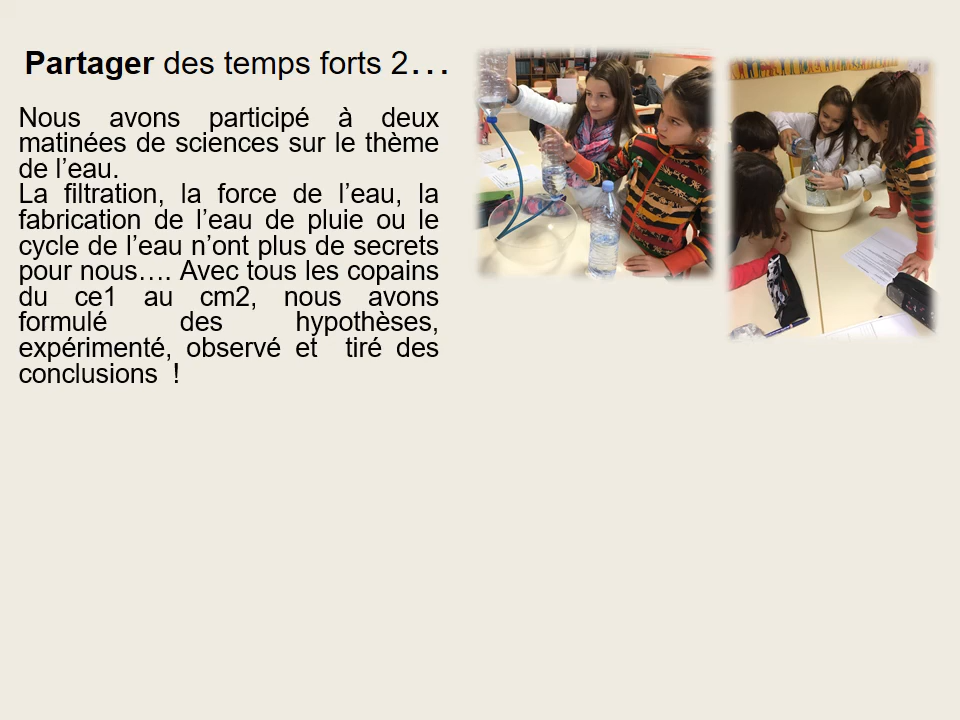 Partager des temps forts 2…
Nous avons participé à deux
matinées de sciences sur le thème
de l’eau.
La filtration, la force de l’eau, la
fabrication de l’eau de pluie ou le
cycle de l’eau n’ont plus de secrets
pour nous…. Avec tous les copains
du ce1 au cm2, nous avons
formulé des hypothèses,
expérimenté, observé et  tiré des
conclusions  !